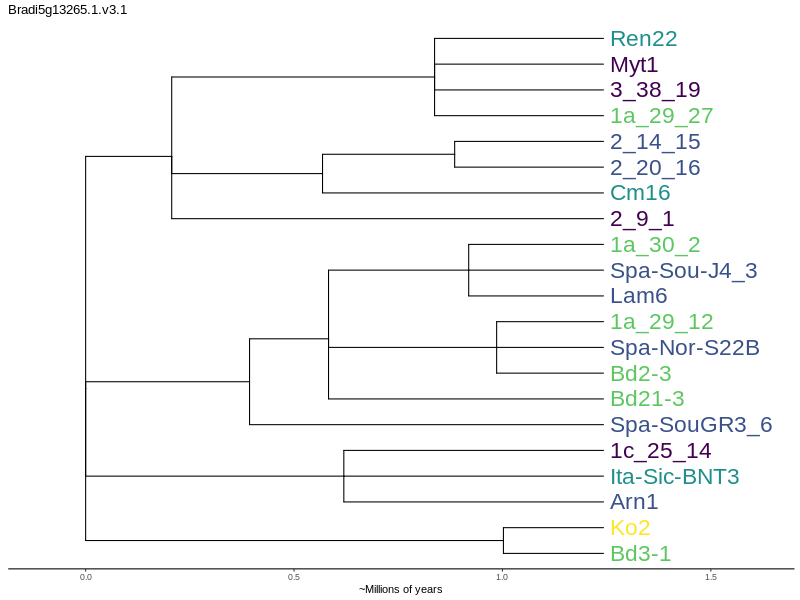 Bradi5g13265.1.v3.1
Ren22
Myt1
3_38_19
1a_29_27
2_14_15
2_20_16
Cm16
2_9_1
1a_30_2
Spa-Sou-J4_3
Lam6
1a_29_12
Spa-Nor-S22B
Bd2-3
Bd21-3
Spa-SouGR3_6
1c_25_14
Ita-Sic-BNT3
Arn1
Ko2
Bd3-1
0.0 0.5 1.0 1.5
~Millions of years